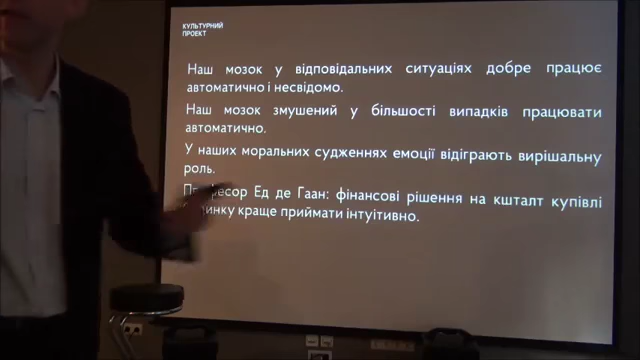 КУЛЬТУРНИЙ
ПРОЕКТ
Наш мозок у відповідальних ситуаціях добре працює
автоматично і несвідомо.
Наш мозок змушений у більшості випадків працювати
автоматично.
У наших моральних судженнях емоції відіграють вирішальну
роль.
Ед де Гаан: фінансові рішення на кшталт купівлі
краще приймати інтуїтивно.